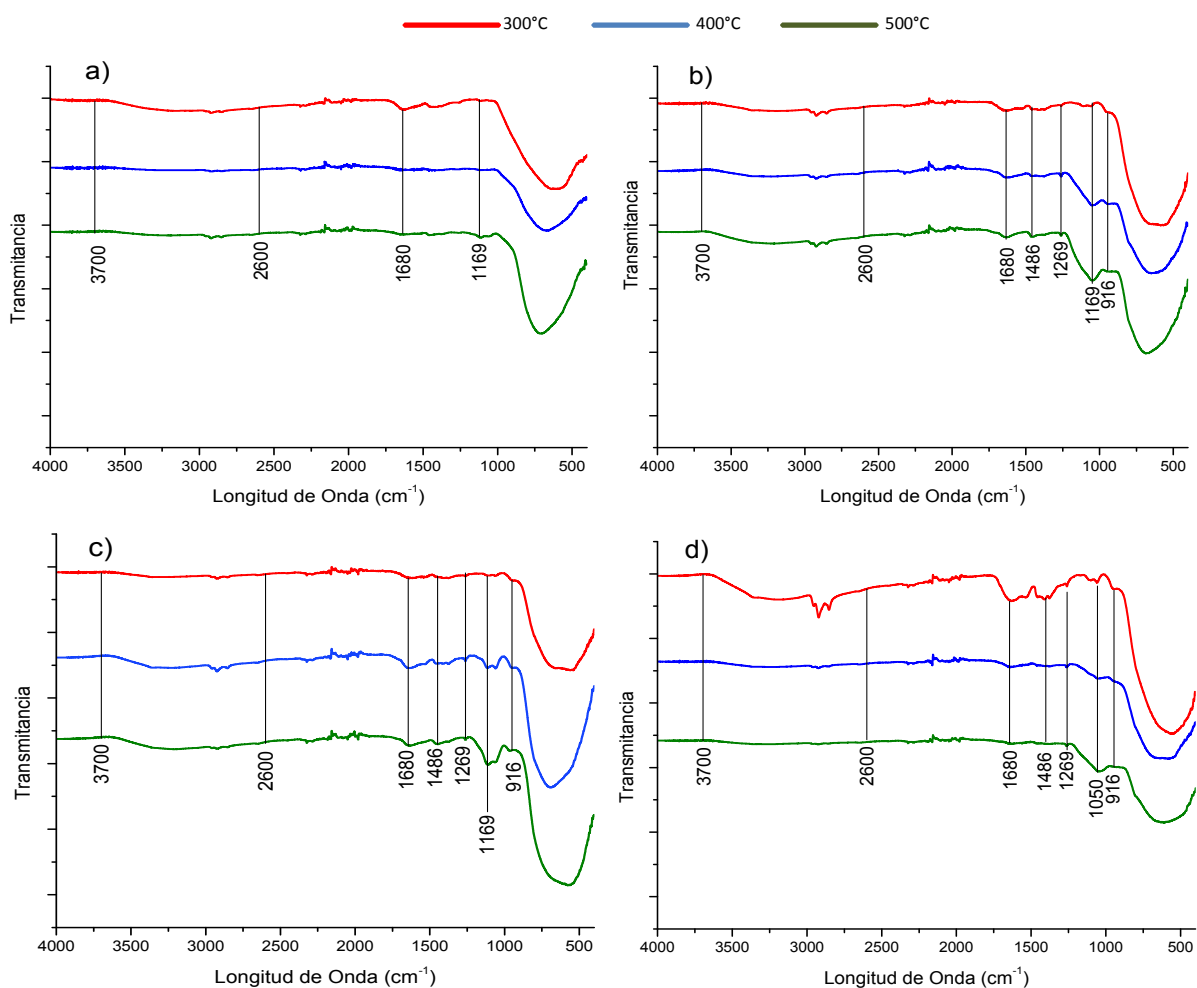 300°C 400°C 500°C
a)
Transmitancia
3700 2600 1680 1169
4000 3500 3000 2500 2000 1500 1000 500
Longitud de Onda (cm-1)
b)
Transmitancia
3700 2600 1680 1486 1269 1169 916
4000 3500 3000 2500 2000 1500 1000 500
Longitud de Onda (cm-1)
c)
Transmitancia
3700 2600 1680 1486 1269 1169 916
4000 3500 3000 2500 2000 1500 1000 500
Longitud de Onda (cm-1)
d)
Transmitancia
3700 2600 1680 1486 1269 1050 916
4000 3500 3000 2500 2000 1500 1000 500
Longitud de Onda (cm-1)